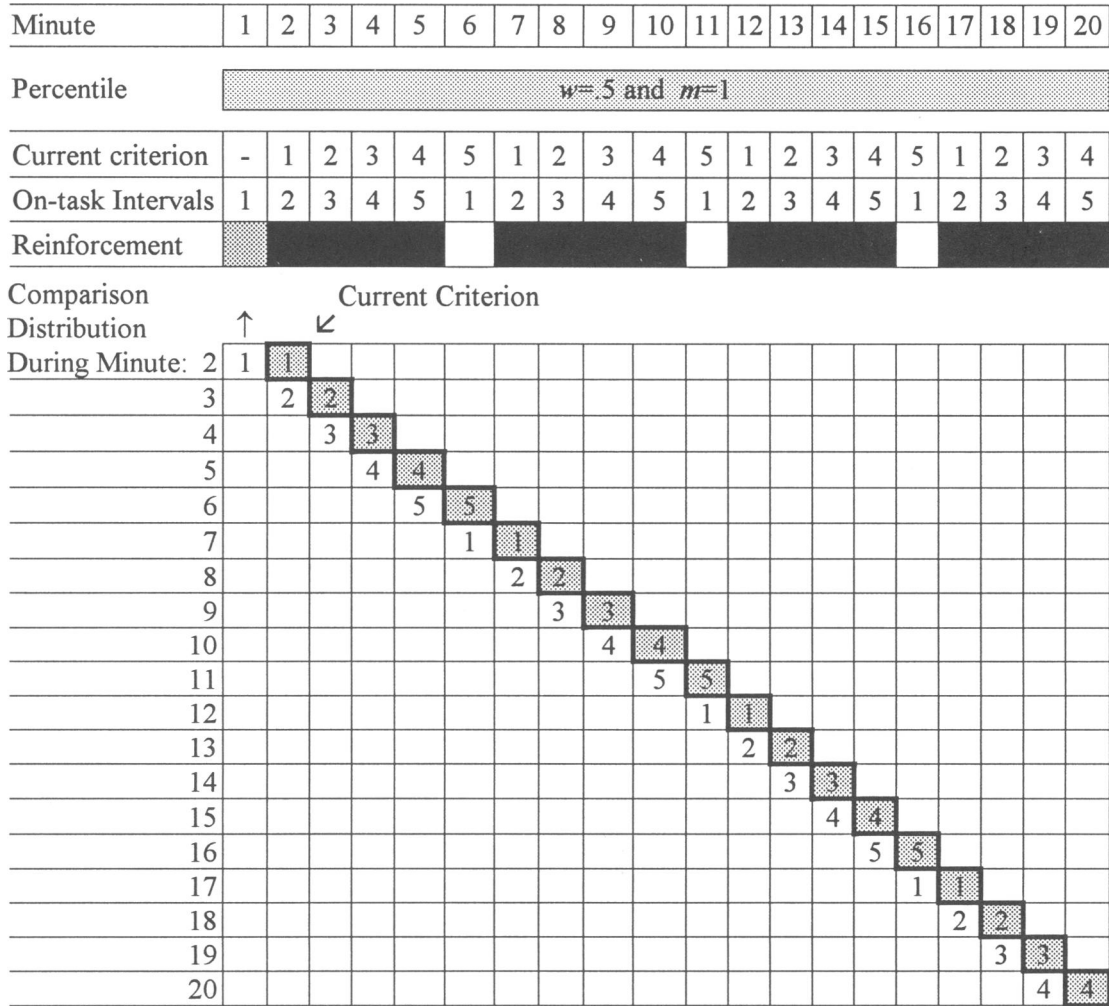 Minute 1 2 3 4 5 6 7 8 9 10 11 12 13 14 15 16 17 18 19 20
Percentile w=.5 and m=1
Current criterion - 1 2 3 4 5 1 2 3 4 5 1 2 3 4 5 1 2 3 4
On-task Intervals 1 2 3 4 5 1 2 3 4 5 1 2 3 4 5 1 2 3 4 5
Reinforcement
Comparison Current Criterion
Distribution ↑ ↙
During Minute: 2 1 1
3 2 2
4 3 3
5 4 4
6 5 5
7 1 1
8 2 2
9 3 3
10 4 4
11 5 5
12 1 1
13 2 2
14 3 3
15 4 4
16 5 5
17 1 1
18 2 2
19 3 3
20 4 4